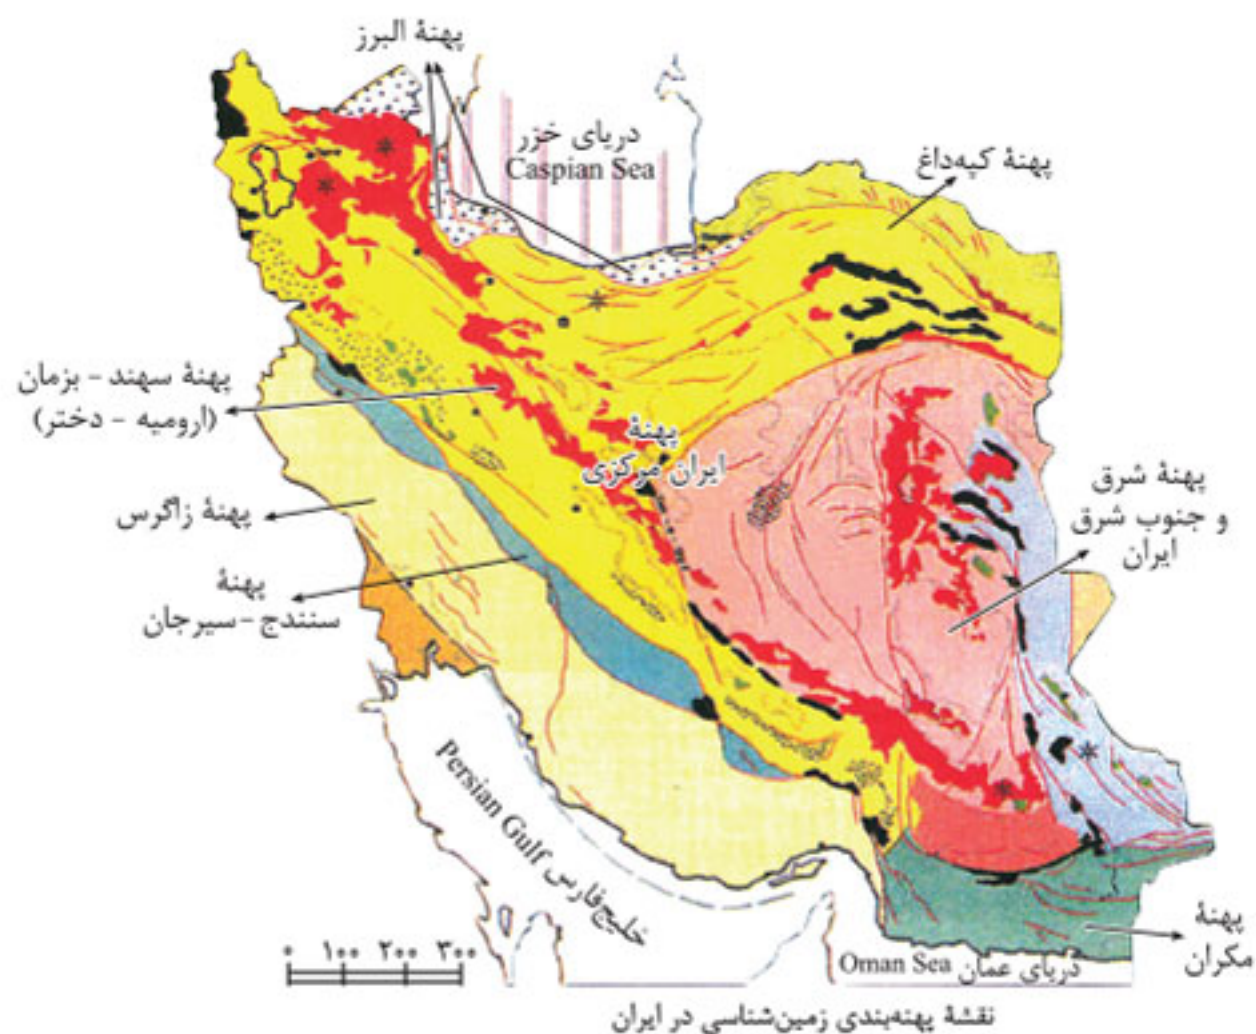 پهنهٔ البرز
دریای خزر
Caspian Sea
پهنهٔ کپه‌داغ
پهنهٔ سهند - بزمان
(ارومیه - دختر)
پهنهٔ
ایران مرکزی
پهنهٔ زاگرس
پهنهٔ شرق
و جنوب شرق
ایران
پهنهٔ
سنندج - سیرجان
Persian Gulf خلیج‌فارس
پهنهٔ
مکران
۰ ۱۰۰ ۲۰۰ ۳۰۰
Oman Sea دریای عمان
نقشهٔ پهنه‌بندی زمین‌شناسی در ایران